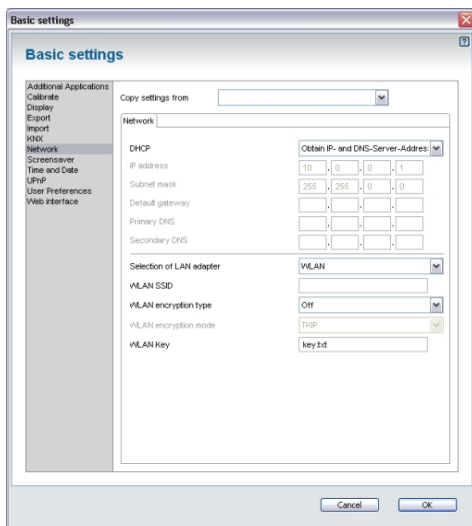 Basic settings
?
Basic settings
Additional Applications
Calibrate
Display
Export
Import
KNX
Network
Screensaver
Time and Date
UPnP
User Preferences
Web interface
Copy settings from
Network
DHCP Obtain IP- and DNS-Server-Addres
IP address 10 . 0 . 0 . 1
Subnet mask 255 . 255 . 0 . 0
Default gateway . . .
Primary DNS . . .
Secondary DNS . . .
Selection of LAN adapter WLAN
WLAN SSID
WLAN encryption type Off
WLAN encryption mode TKIP
WLAN Key key.txt
Cancel OK